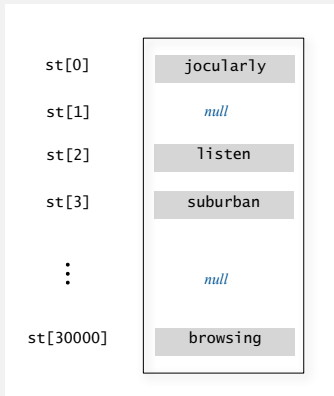 st[0] jocularly
st[1] null
st[2] listen
st[3] suburban
⋮ null
st[30000] browsing